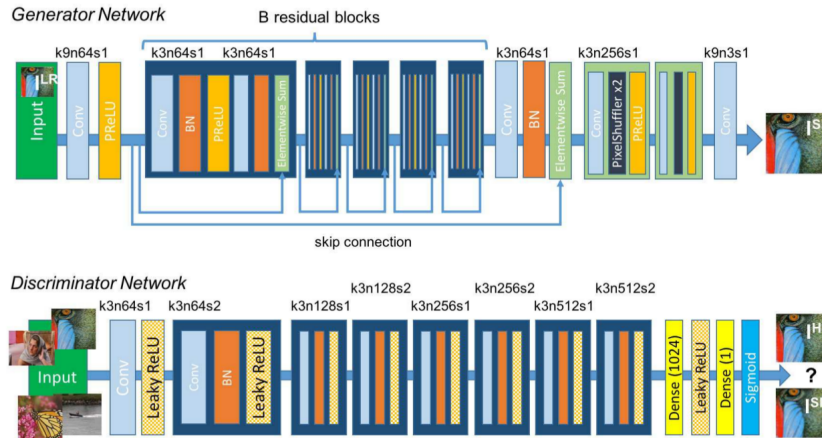 Generator Network
B residual blocks
k9n64s1
k3n64s1
k3n64s1
k3n64s1
k3n256s1
k9n3s1
I LR
Input
Conv
PReLU
Conv
BN
PReLU
Elementwise Sum
Conv
BN
Elementwise Sum
Conv
PixelShuffler x2
PReLU
Conv
I S
skip connection
Discriminator Network
k3n64s1
k3n64s2
k3n128s1
k3n128s2
k3n256s1
k3n256s2
k3n512s1
k3n512s2
Input
Conv
Leaky ReLU
Conv
BN
Leaky ReLU
Dense (1024)
Leaky ReLU
Dense (1)
Sigmoid
I H
?
I S